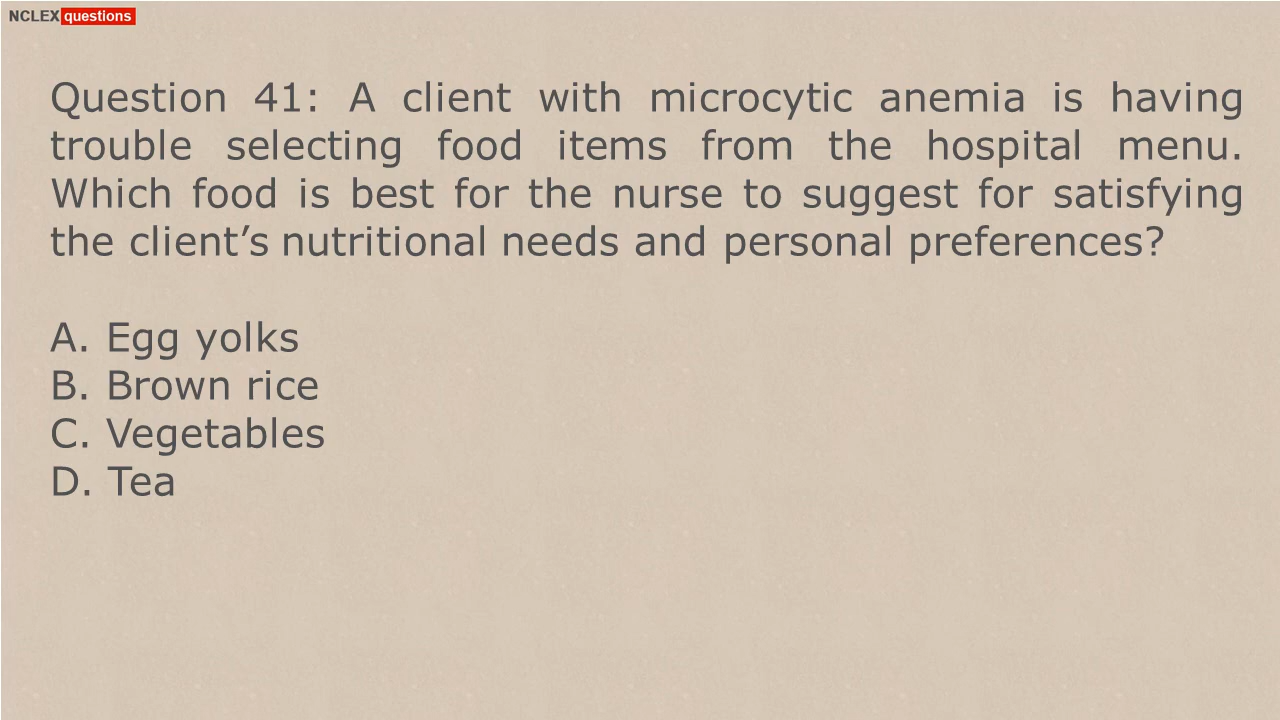 NCLEX questions
Question 41: A client with microcytic anemia is having
trouble selecting food items from the hospital menu.
Which food is best for the nurse to suggest for satisfying
the client’s nutritional needs and personal preferences?
A. Egg yolks
B. Brown rice
C. Vegetables
D. Tea